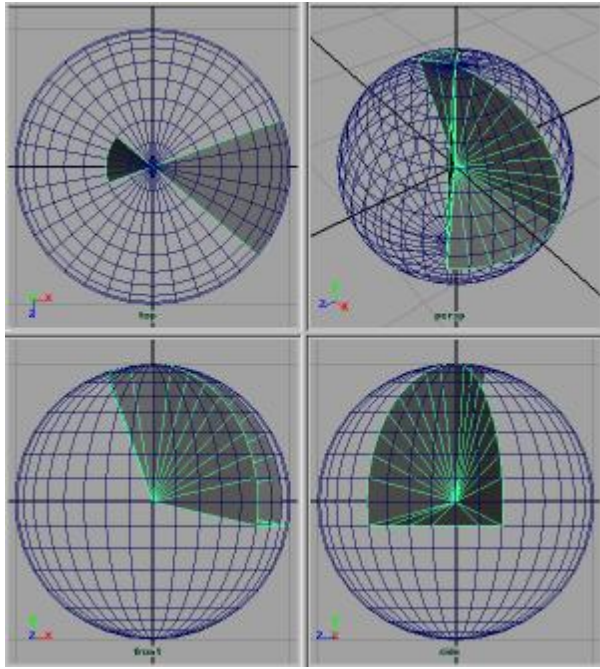 x
z
top
z x
persp
z x
front
z x
side